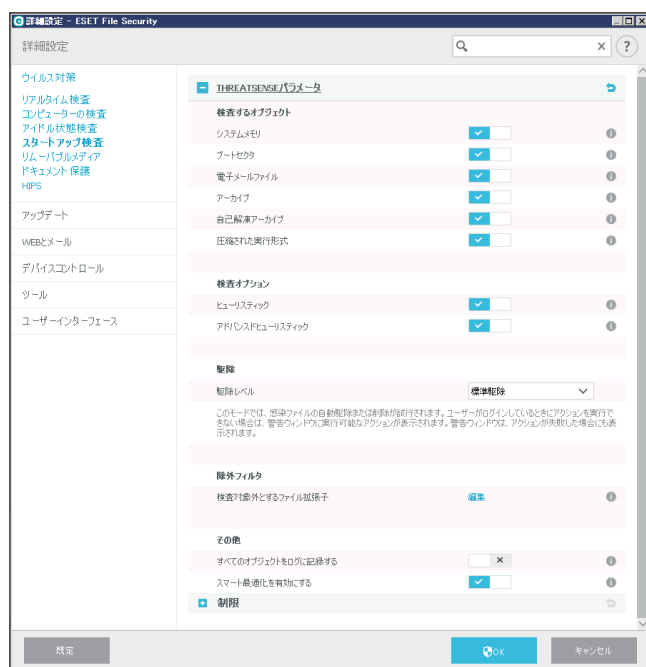 詳細設定 - ESET File Security
詳細設定
x
?
ウイルス対策
リアルタイム検査
コンピューターの検査
アイドル状態検査
スタートアップ検査
リムーバブルメディア
ドキュメント保護
HIPS
アップデート
WEBとメール
デバイスコントロール
ツール
ユーザーインターフェース
THREATSENSEパラメータ
検査するオブジェクト
システムメモリ
ブートセクタ
電子メールファイル
アーカイブ
自己解凍アーカイブ
圧縮された実行形式
検査オプション
ヒューリスティック
アドバンスドヒューリスティック
駆除
駆除レベル
標準駆除
このモードでは、感染ファイルの自動駆除または削除が試行されます。ユーザーがログインしているときにアクションを実行で
きない場合は、警告ウィンドウに実行可能なアクションが表示されます。警告ウィンドウは、アクションが失敗した場合にも表
示されます。
除外フィルタ
検査対象外とするファイル拡張子
編集
その他
すべてのオブジェクトをログに記録する
スマート最適化を有効にする
制限
既定
OK
キャンセル